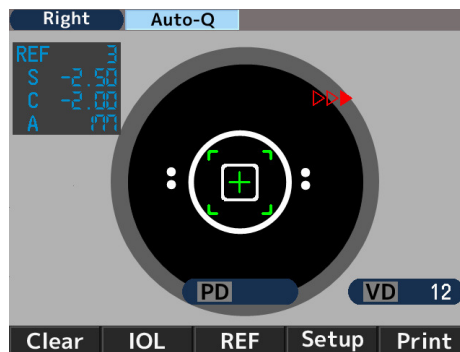 Right Auto-Q
REF 3
S -2.50
C -2.00
A 177
PD
VD 12
Clear IOL REF Setup Print